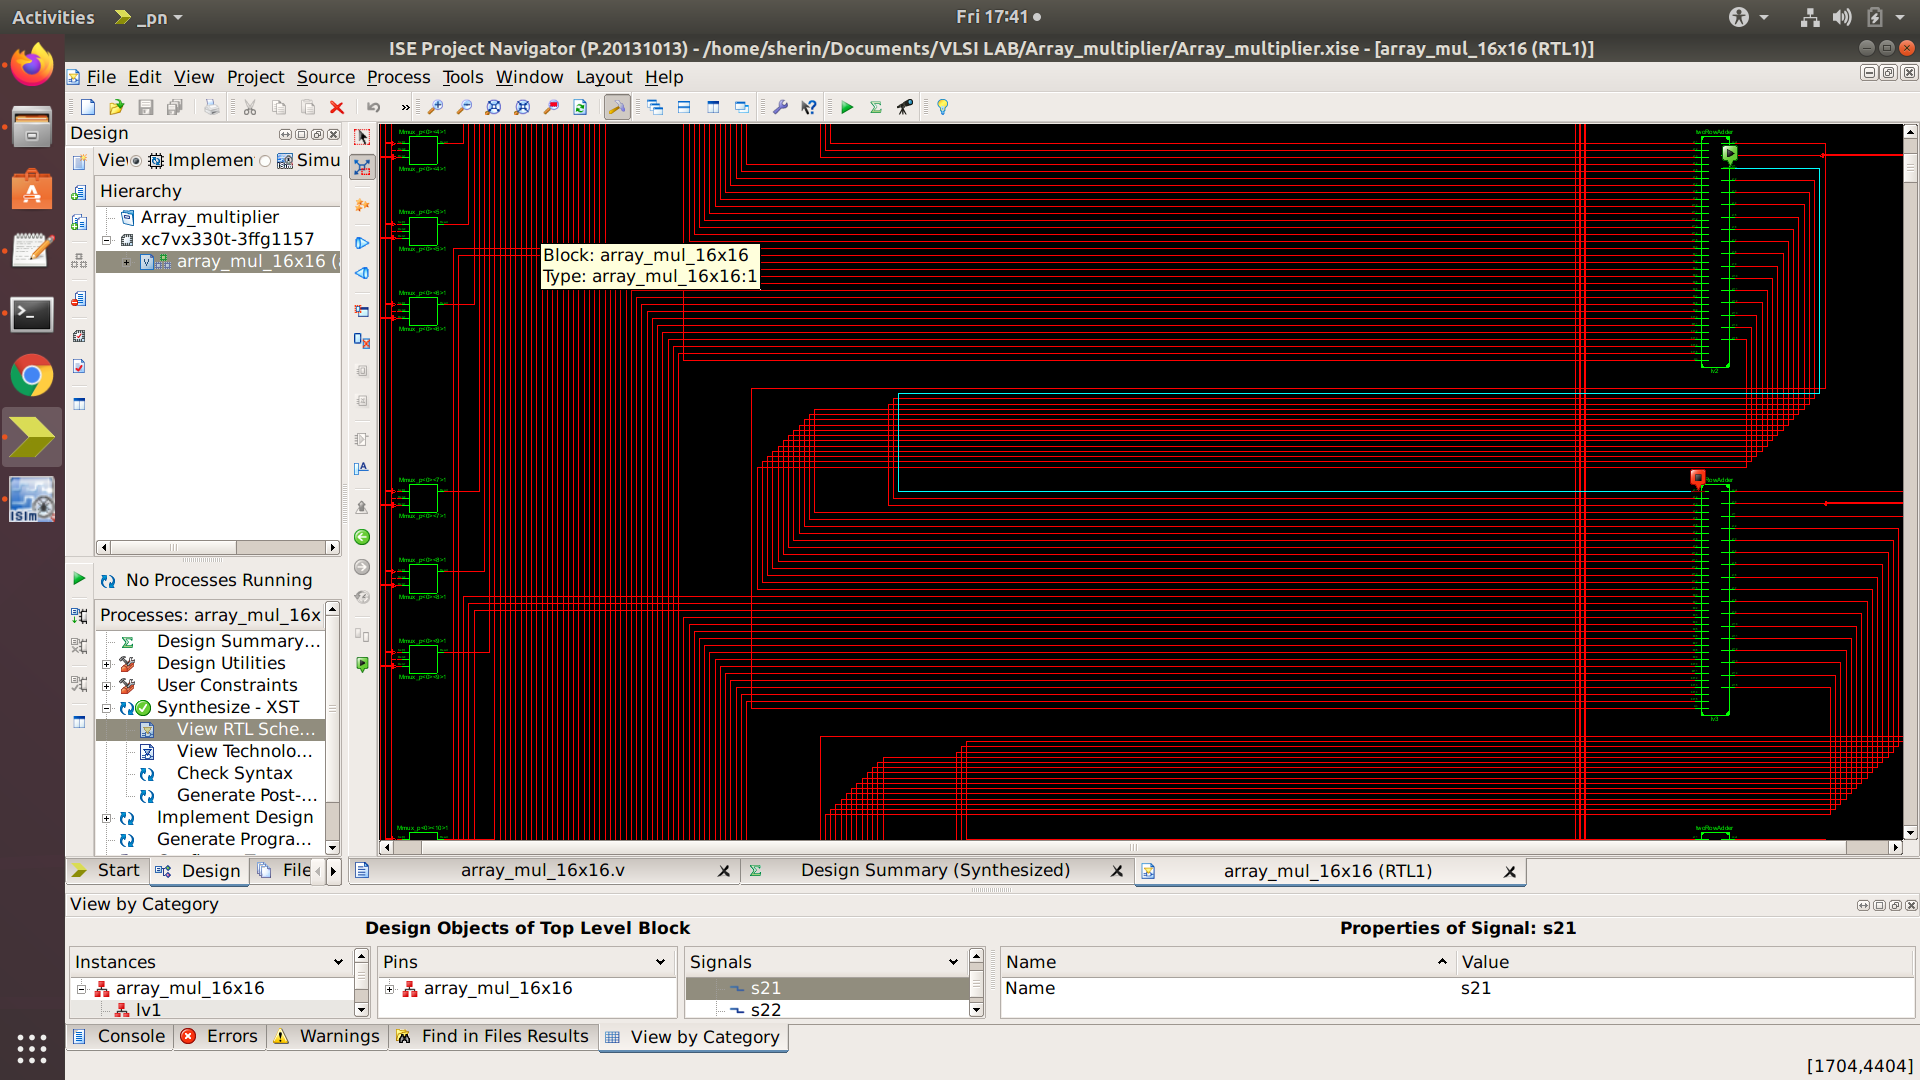 Activities
_pn
Fri 17:41
ISE Project Navigator (P.20131013) - /home/sherin/Documents/VLSI LAB/Array_multiplier/Array_multiplier.xise - [array_mul_16x16 (RTL1)]
File Edit View Project Source Process Tools Window Layout Help
Design
Implemen
Simu
Hierarchy
Array_multiplier
xc7vx330t-3ffg1157
array_mul_16x16
No Processes Running
Processes: array_mul_16x
Design Summary...
Design Utilities
User Constraints
Synthesize - XST
View RTL Sche...
View Technolo...
Check Syntax
Generate Post-...
Implement Design
Generate Progra...
Start
Design
File
Block: array_mul_16x16
Type: array_mul_16x16:1
twoRowAdder
lv2
lv3
twoRowAdder
array_mul_16x16.v
Design Summary (Synthesized)
array_mul_16x16 (RTL1)
View by Category
Design Objects of Top Level Block
Properties of Signal: s21
Instances
Pins
Signals
Name
Value
array_mul_16x16
lv1
array_mul_16x16
s21
s22
Name
s21
Console
Errors
Warnings
Find in Files Results
View by Category
[1704,4404]
ISim